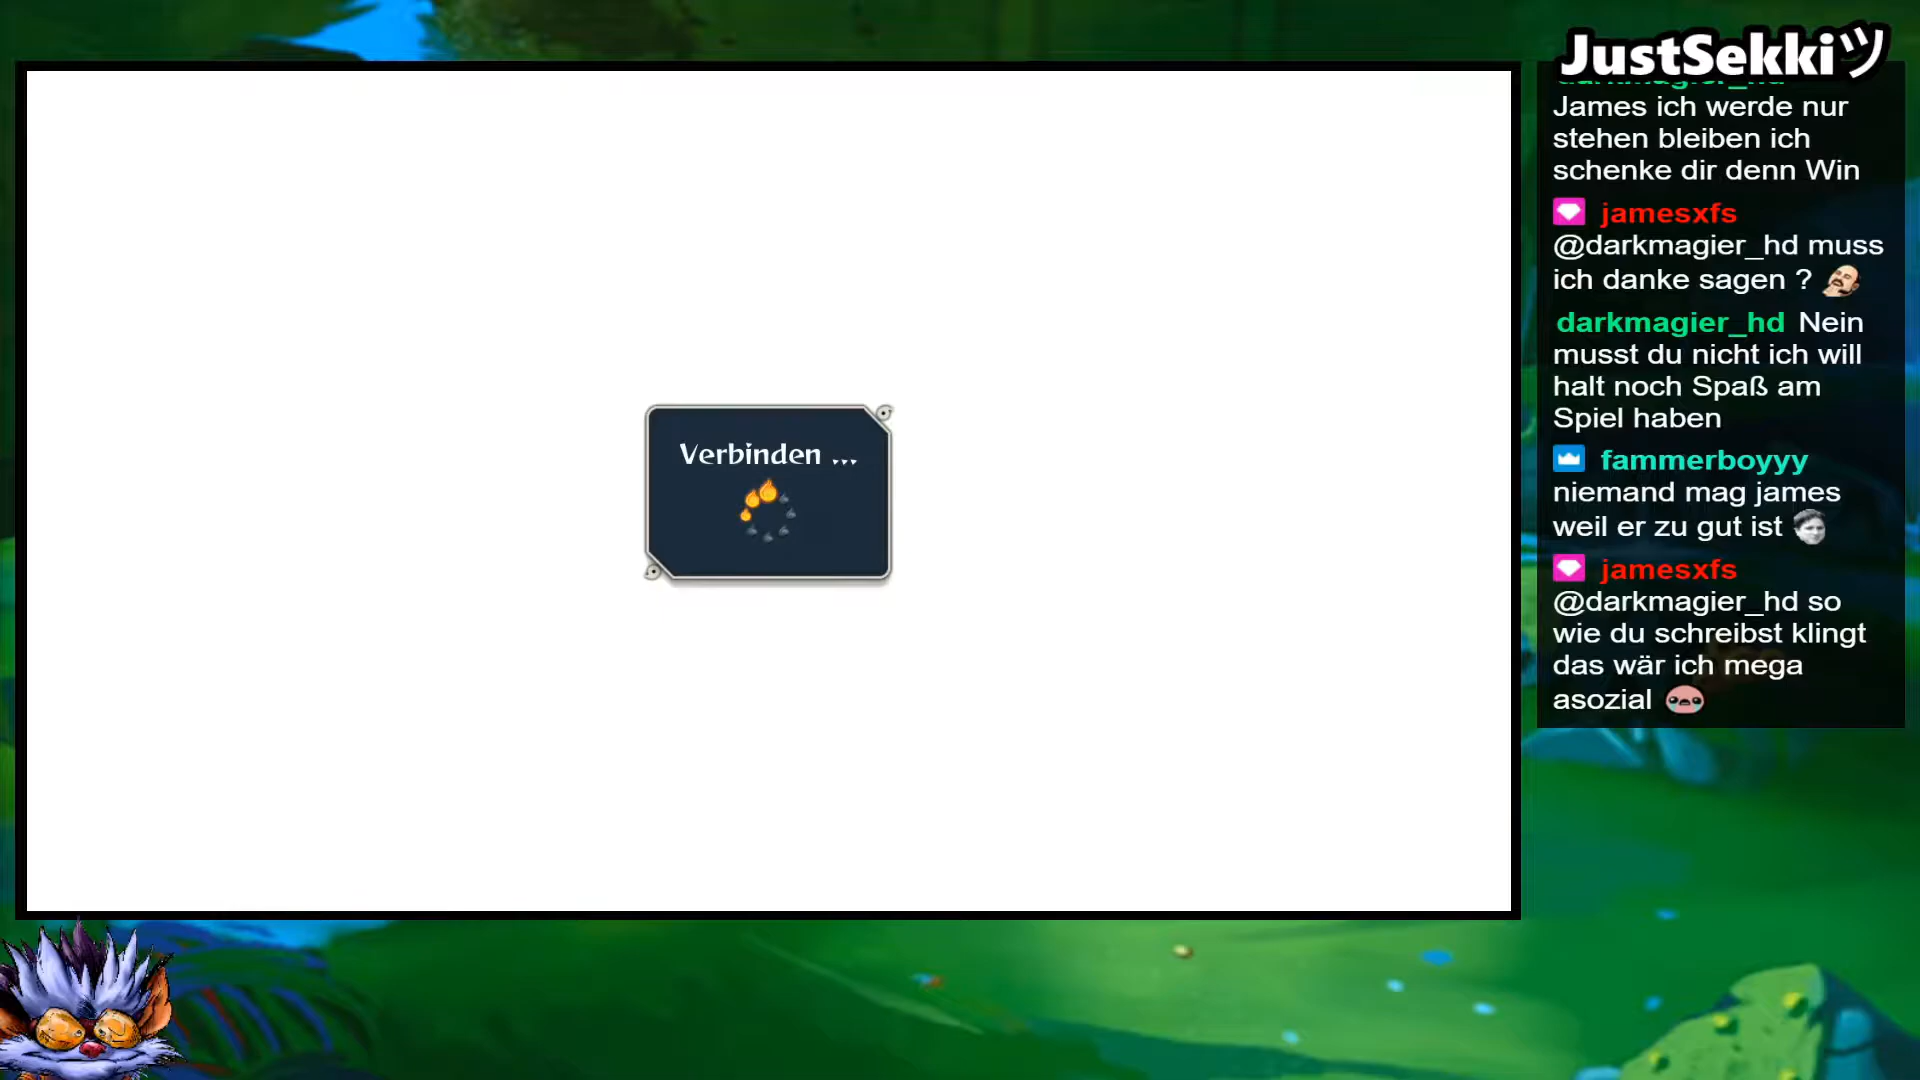 JustSekkiツ
James ich werde nur
stehen bleiben ich
schenke dir denn Win
jamesxfs
@darkmagier_hd muss
ich danke sagen ?
darkmagier_hd Nein
musst du nicht ich will
halt noch Spaß am
Spiel haben
fammerboyyy
niemand mag james
weil er zu gut ist
jamesxfs
@darkmagier_hd so
wie du schreibst klingt
das wär ich mega
asozial
Verbinden ...